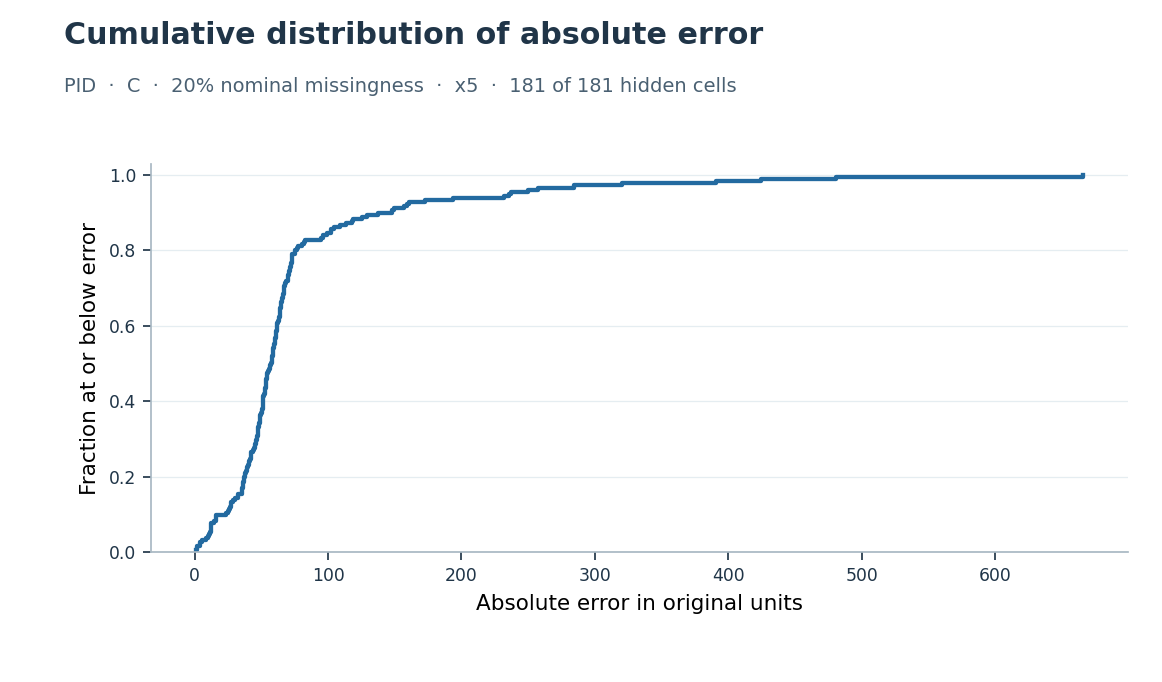 Cumulative distribution of absolute error
PID · C · 20% nominal missingness · x5 · 181 of 181 hidden cells
1.0
0.8
0.6
0.4
0.2
0.0
Fraction at or below error
0 100 200 300 400 500 600
Absolute error in original units